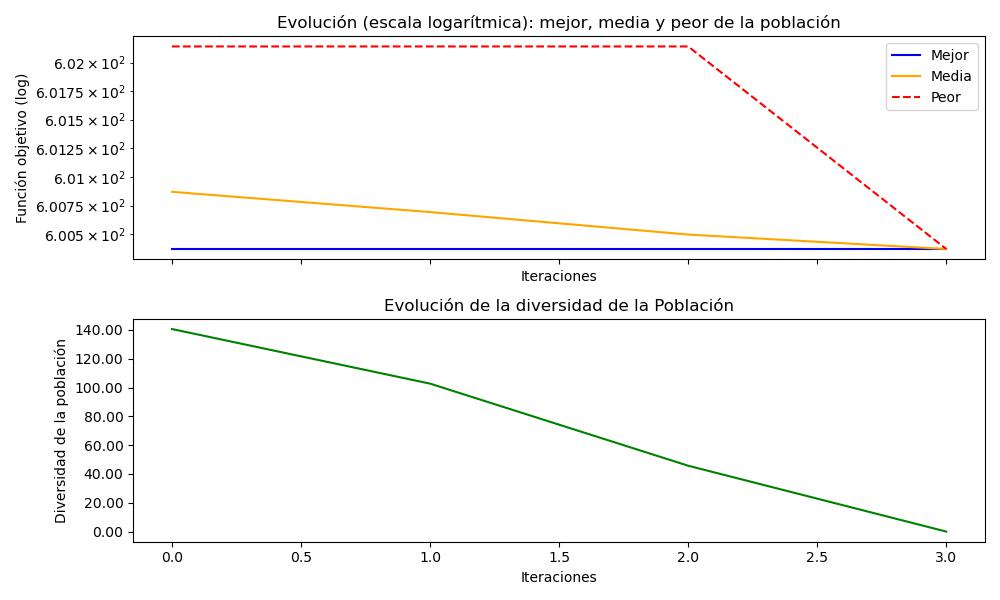 Evolución (escala logarítmica): mejor, media y peor de la población
Función objetivo (log)
6.02 × 10²
6.0175 × 10²
6.015 × 10²
6.0125 × 10²
6.01 × 10²
6.0075 × 10²
6.005 × 10²
Mejor
Media
Peor
Iteraciones
Evolución de la diversidad de la Población
Diversidad de la población
140.00
120.00
100.00
80.00
60.00
40.00
20.00
0.00
0.0 0.5 1.0 1.5 2.0 2.5 3.0
Iteraciones